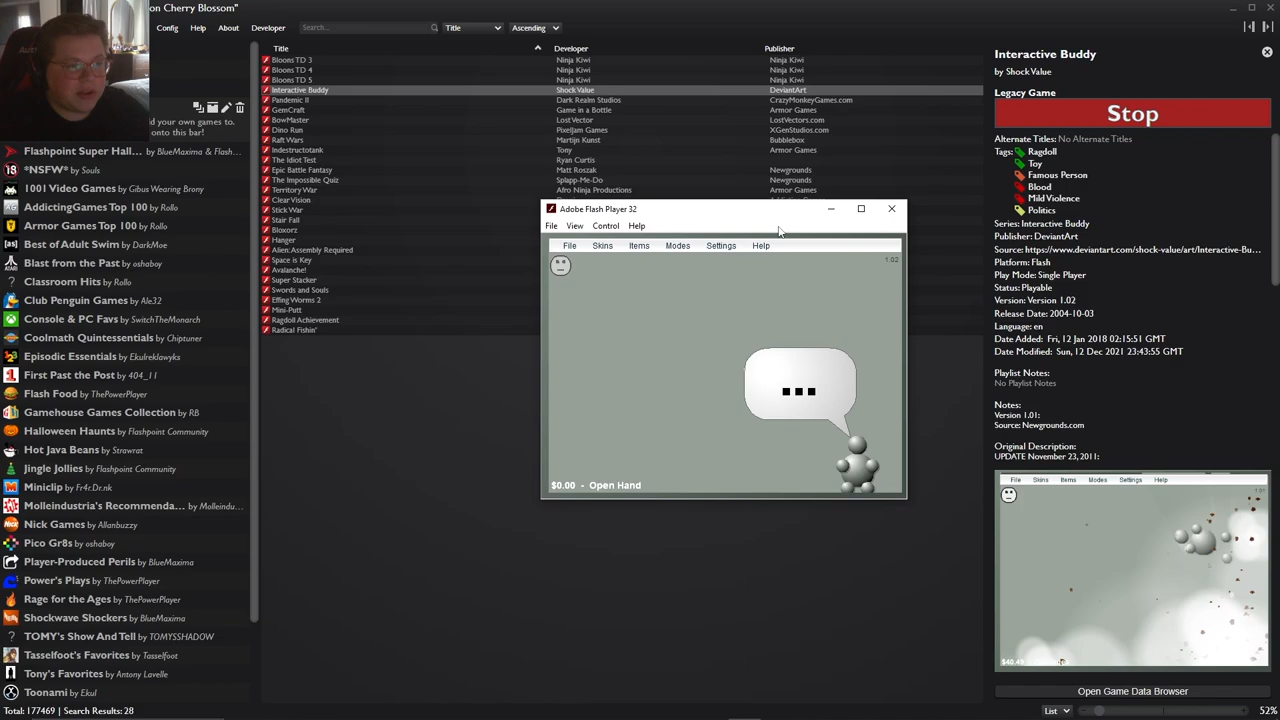 on Cherry Blossom"
Config Help About Developer Search... Title Ascending
Title Developer Publisher
Bloons TD 3 Ninja Kiwi Ninja Kiwi
Bloons TD 4 Ninja Kiwi Ninja Kiwi
Bloons TD 5 Ninja Kiwi Ninja Kiwi
Interactive Buddy Shock Value DeviantArt
Pandemic II Dark Realm Studios CrazyMonkeyGames.com
GemCraft Game in a Bottle Armor Games
BowMaster Lost Vector LostVectors.com
Dino Run PixelJam Games XGenStudios.com
Raft Wars Martijn Kunst Bubblebox
Indestructotank Tony Armor Games
The Idiot Test Ryan Curtis
Epic Battle Fantasy Matt Roszak Newgrounds
The Impossible Quiz Splapp-Me-Do Newgrounds
Territory War Afro Ninja Productions Armor Games
Clear Vision
Stick War
Stair Fall
Bloxorz
Hanger
Alien: Assembly Required
Space is Key
Avalanche!
Super Stacker
Swords and Souls
Effing Worms 2
Mini-Putt
Ragdoll Achievement
Radical Fishin'
ld your own games to.
onto this bar!
Flashpoint Super Hall... by BlueMaxima & Flash...
*NSFW* by Souls
1001 Video Games by Gibus Wearing Brony
AddictingGames Top 100 by Rollo
Armor Games Top 100 by Rollo
Best of Adult Swim by DarkMoe
Blast from the Past by oshaboy
Classroom Hits by Rollo
Club Penguin Games by Ale32
Console & PC Favs by SwitchTheMonarch
Coolmath Quintessentials by Chiptuner
Episodic Essentials by Ekulreklawyks
First Past the Post by 404_11
Flash Food by ThePowerPlayer
Gamehouse Games Collection by RB
Halloween Haunts by Flashpoint Community
Hot Java Beans by Strawrat
Jingle Jollies by Flashpoint Community
Miniclip by Fr4r.Dr.nk
Molleindustria's Recommenda... by Molleindu...
Nick Games by Allanbuzzy
Pico Gr8s by oshaboy
Player-Produced Perils by BlueMaxima
Power's Plays by ThePowerPlayer
Rage for the Ages by ThePowerPlayer
Shockwave Shockers by BlueMaxima
TOMY's Show And Tell by TOMYSSHADOW
Tasselfoot's Favorites by Tasselfoot
Tony's Favorites by Antony Lavelle
Toonami by Ekul
Total: 177469 | Search Results: 28
Adobe Flash Player 32
File View Control Help
File Skins Items Modes Settings Help
1.02
...
$0.00 - Open Hand
Interactive Buddy
by Shock Value
Legacy Game
Stop
Alternate Titles: No Alternate Titles
Tags: Ragdoll
Toy
Famous Person
Blood
Mild Violence
Politics
Series: Interactive Buddy
Publisher: DeviantArt
Source: https://www.deviantart.com/shock-value/art/Interactive-Bu...
Platform: Flash
Play Mode: Single Player
Status: Playable
Version: Version 1.02
Release Date: 2004-10-03
Language: en
Date Added: Fri, 12 Jan 2018 02:15:51 GMT
Date Modified: Sun, 12 Dec 2021 23:43:55 GMT
Playlist Notes:
No Playlist Notes
Notes:
Version 1.01:
Source: Newgrounds.com
Original Description:
UPDATE November 23, 2011:
File Skins Items Modes Settings Help
Open Game Data Browser
List 52%